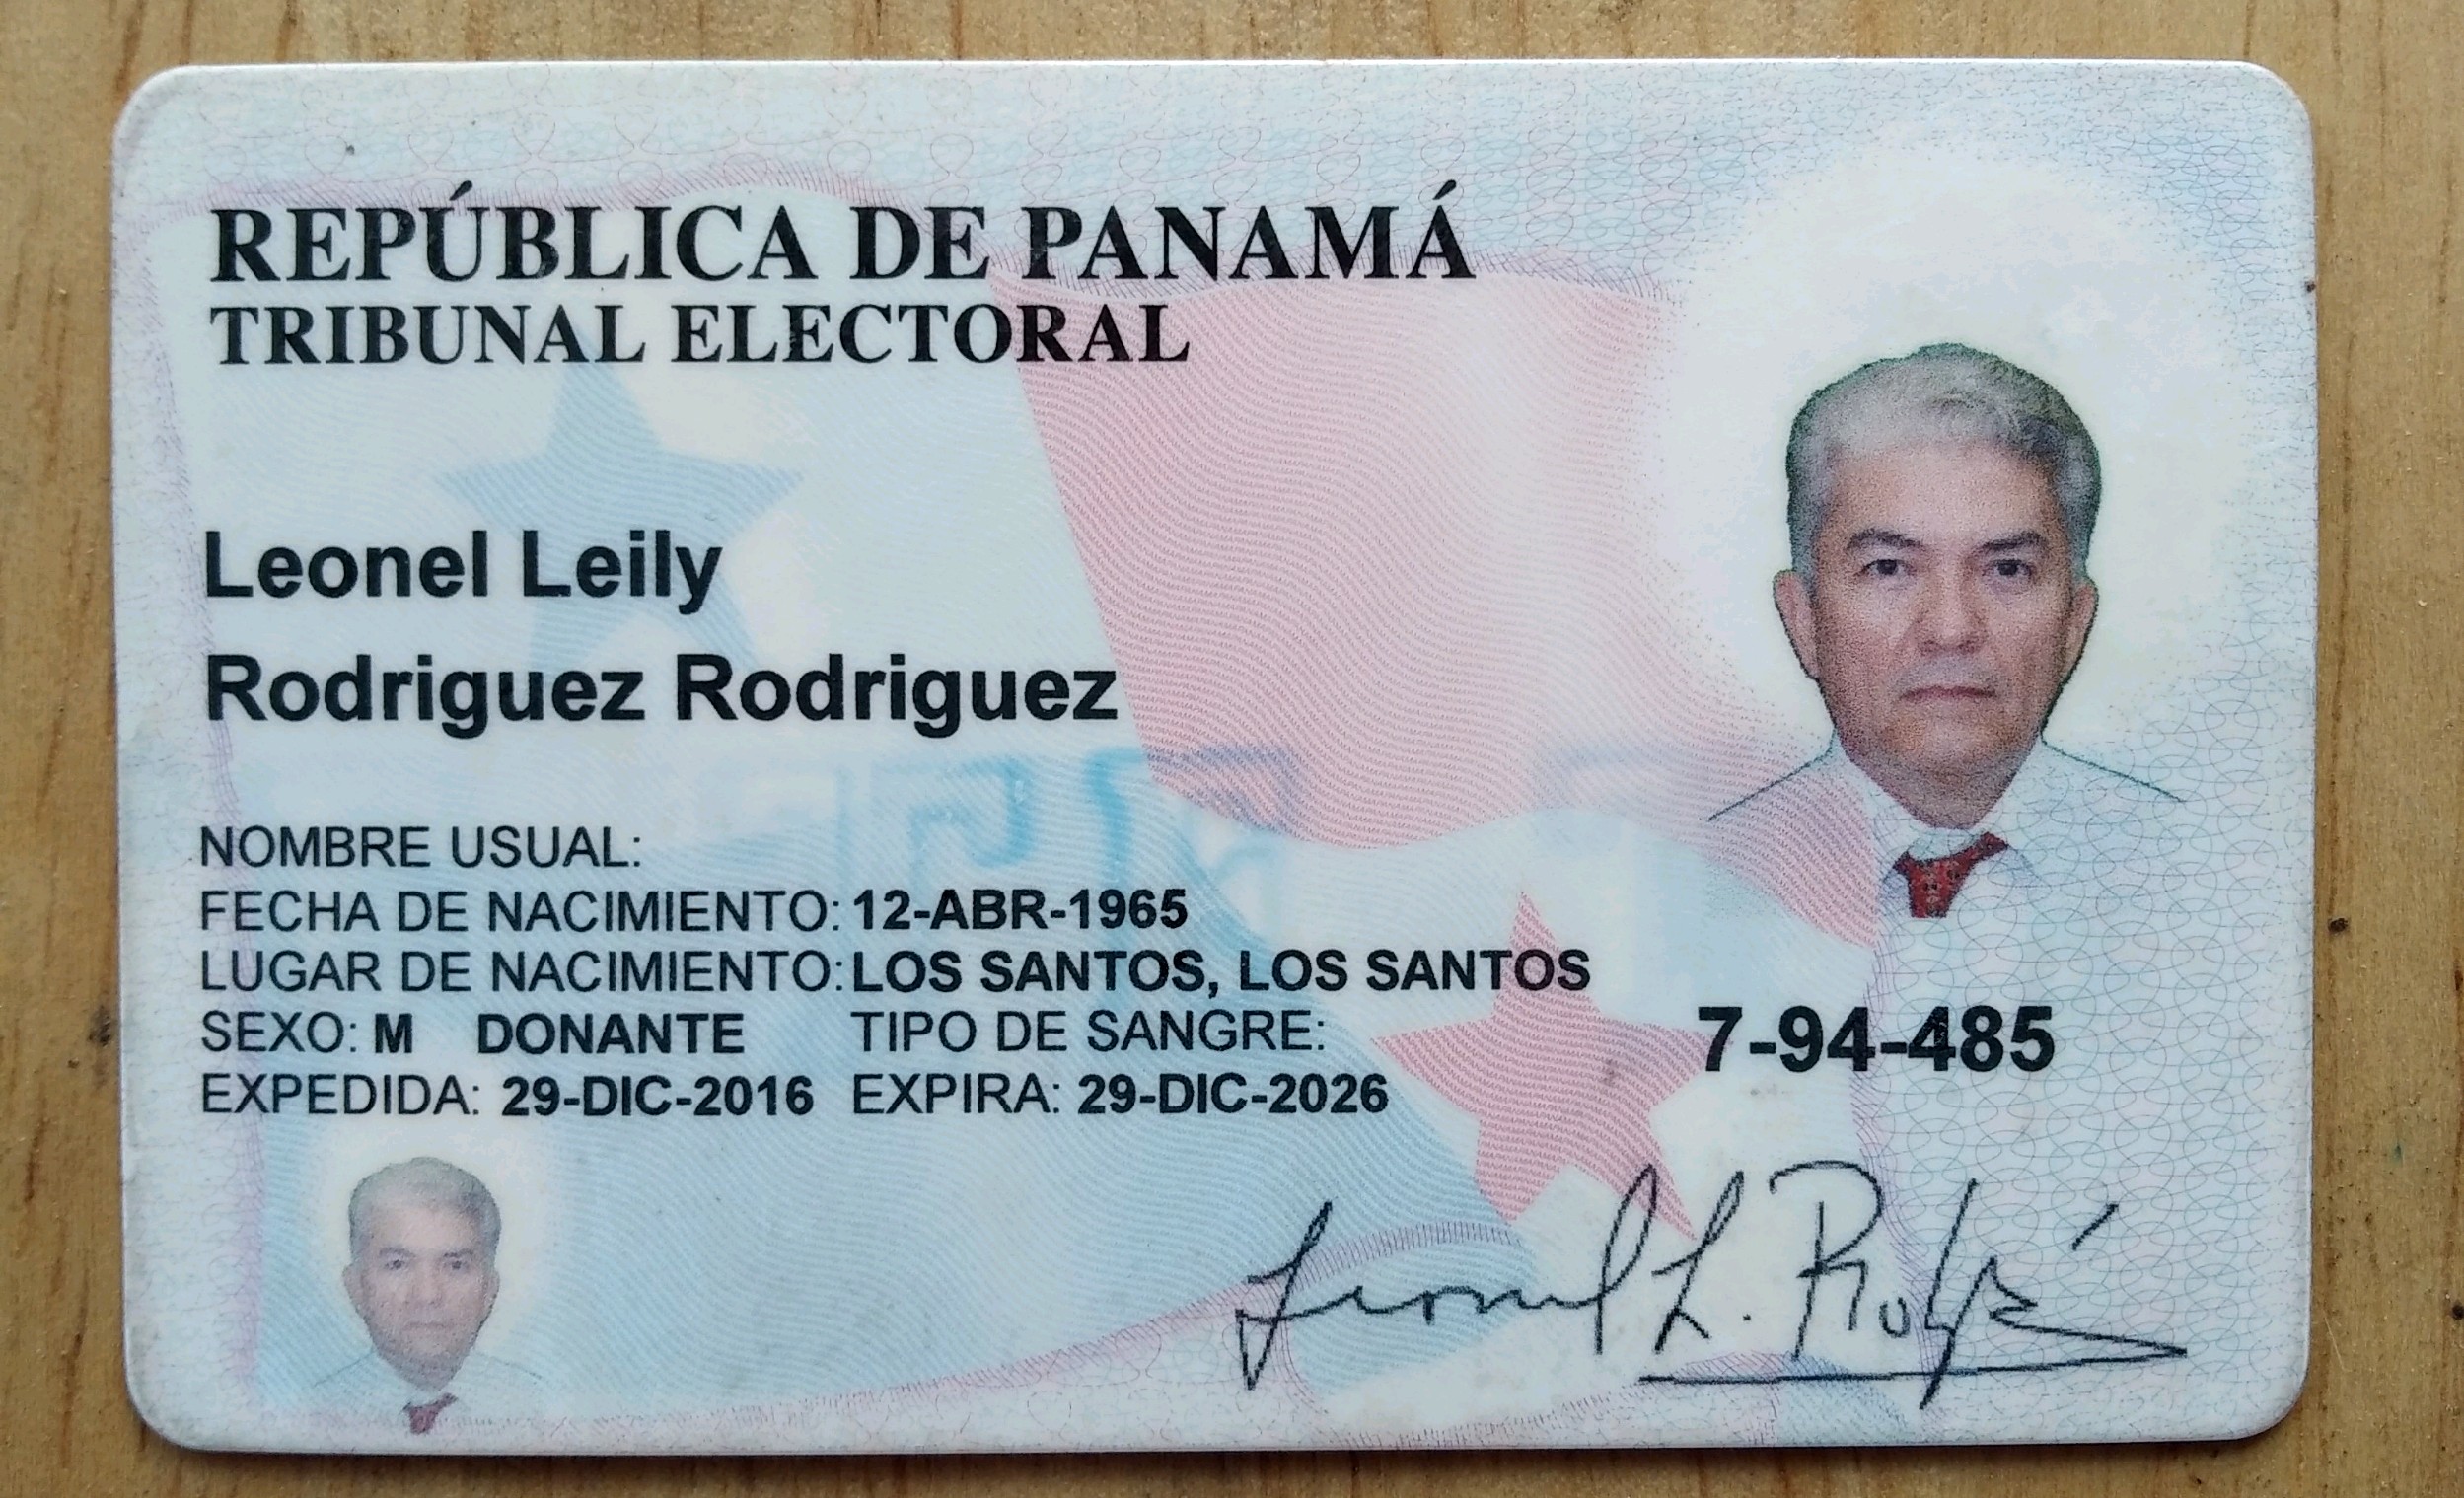 REPÚBLICA DE PANAMÁ
TRIBUNAL ELECTORAL
Leonel Leily
Rodriguez Rodriguez
NOMBRE USUAL:
FECHA DE NACIMIENTO: 12-ABR-1965
LUGAR DE NACIMIENTO: LOS SANTOS, LOS SANTOS
SEXO: M DONANTE TIPO DE SANGRE:
EXPEDIDA: 29-DIC-2016 EXPIRA: 29-DIC-2026
7-94-485
Leonel L. Rodgz